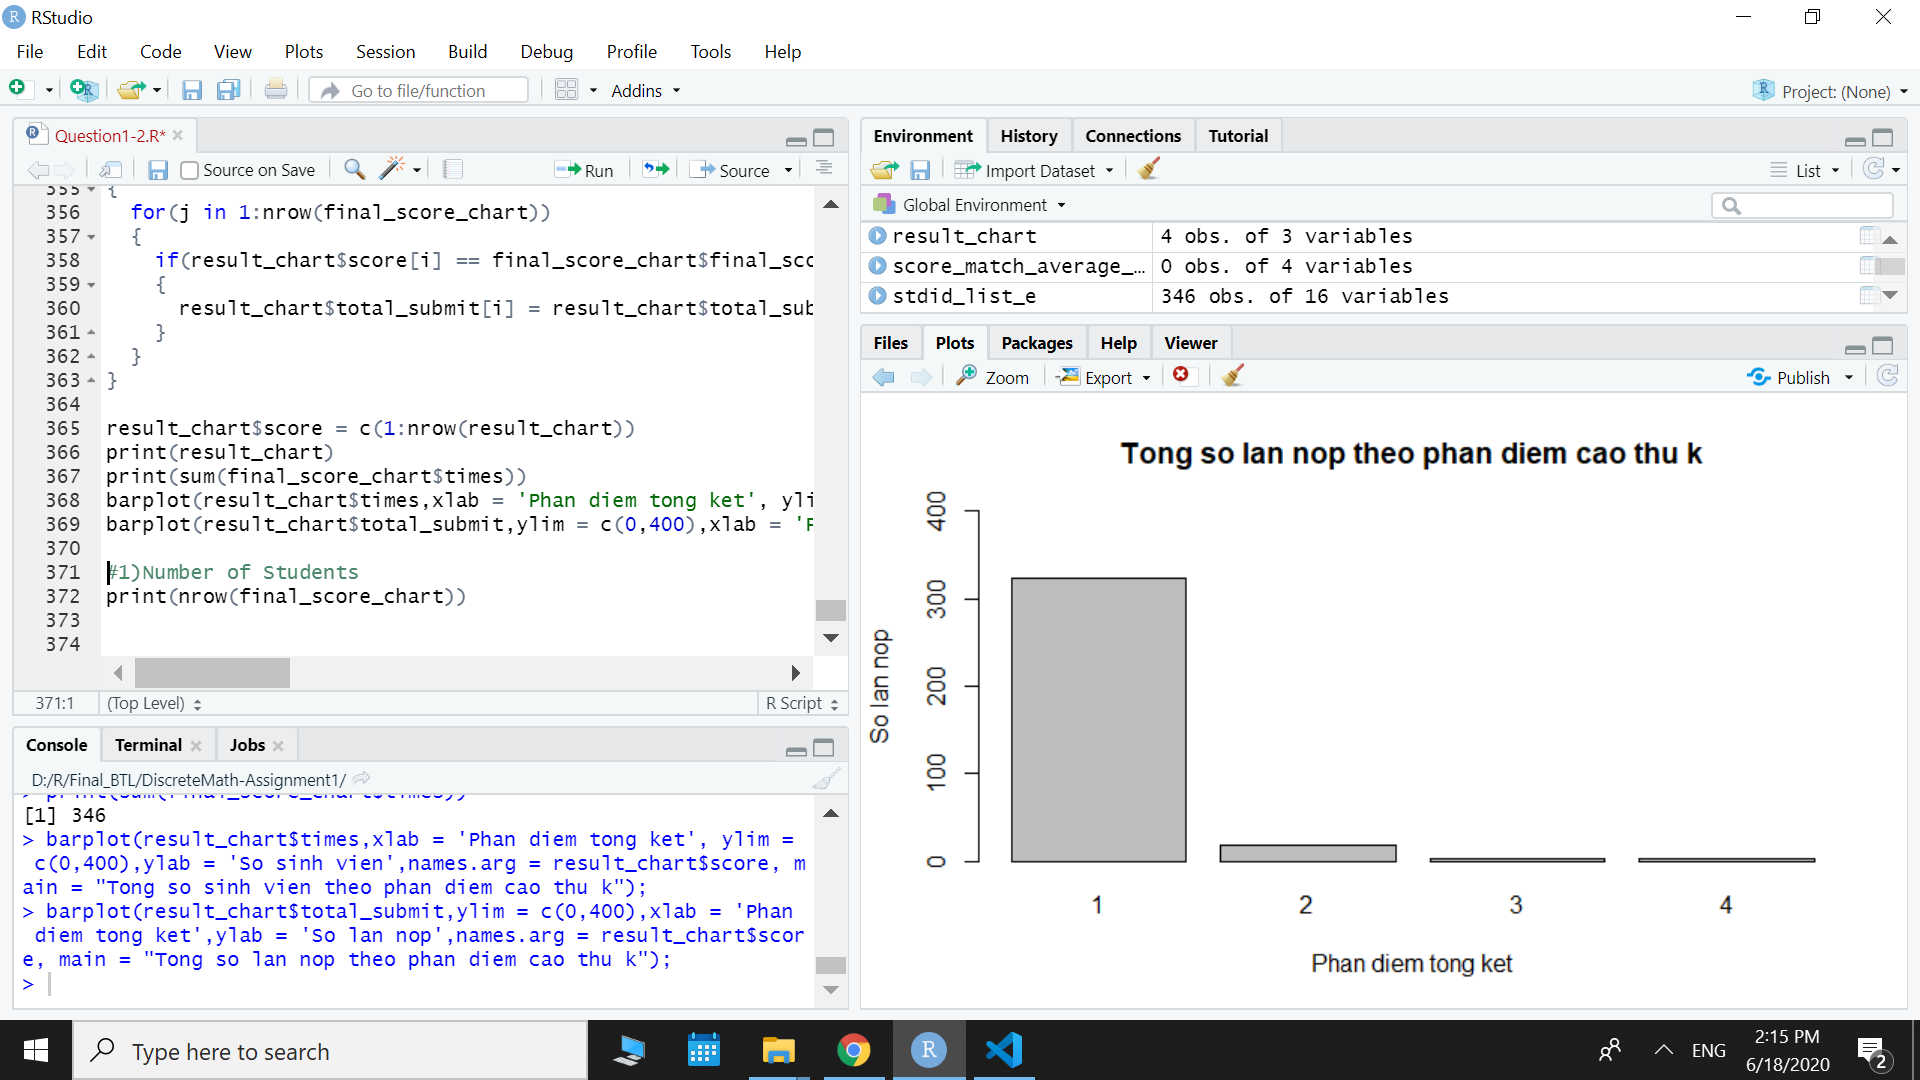 RStudio
File Edit Code View Plots Session Build Debug Profile Tools Help
Go to file/function Addins Project: (None)
Question1-2.R*
Source on Save Run Source
355 {
356 for(j in 1:nrow(final_score_chart))
357 {
358 if(result_chart$score[i] == final_score_chart$final_sco
359 {
360 result_chart$total_submit[i] = result_chart$total_sub
361 }
362 }
363 }
364
365 result_chart$score = c(1:nrow(result_chart))
366 print(result_chart)
367 print(sum(final_score_chart$times))
368 barplot(result_chart$times,xlab = 'Phan diem tong ket', yli
369 barplot(result_chart$total_submit,ylim = c(0,400),xlab = 'P
370
371 #1)Number of Students
372 print(nrow(final_score_chart))
373
374
371:1 (Top Level) R Script
Console Terminal Jobs
D:/R/Final_BTL/DiscreteMath-Assignment1/
> print(sum(final_score_chart$times))
[1] 346
> barplot(result_chart$times,xlab = 'Phan diem tong ket', ylim =
c(0,400),ylab = 'So sinh vien',names.arg = result_chart$score, m
ain = "Tong so sinh vien theo phan diem cao thu k");
> barplot(result_chart$total_submit,ylim = c(0,400),xlab = 'Phan
diem tong ket',ylab = 'So lan nop',names.arg = result_chart$scor
e, main = "Tong so lan nop theo phan diem cao thu k");
>
Environment History Connections Tutorial
Import Dataset List
Global Environment
result_chart 4 obs. of 3 variables
score_match_average_... 0 obs. of 4 variables
stdid_list_e 346 obs. of 16 variables
Files Plots Packages Help Viewer
Zoom Export Publish
Tong so lan nop theo phan diem cao thu k
So lan nop
400
300
200
100
0
1 2 3 4
Phan diem tong ket
Type here to search
R
ENG
2:15 PM
6/18/2020
2